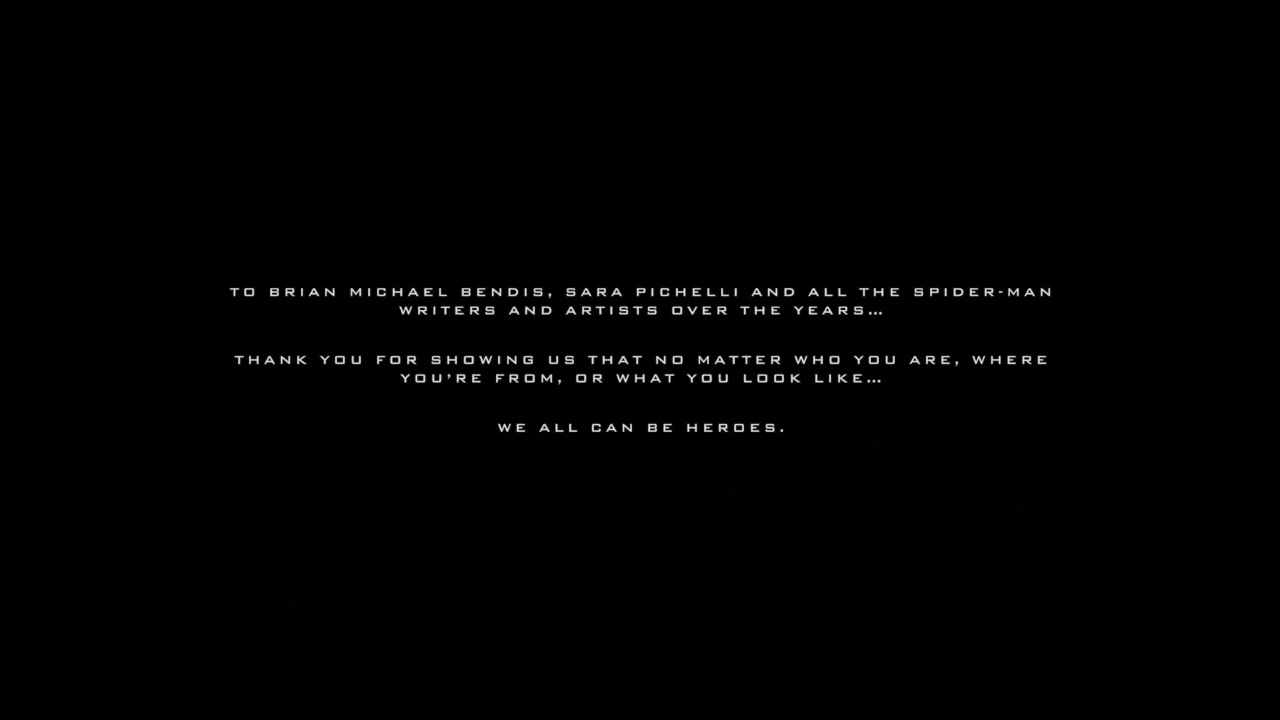 TO BRIAN MICHAEL BENDIS, SARA PICHELLI AND ALL THE SPIDER-MAN
WRITERS AND ARTISTS OVER THE YEARS…
THANK YOU FOR SHOWING US THAT NO MATTER WHO YOU ARE, WHERE
YOU'RE FROM, OR WHAT YOU LOOK LIKE…
WE ALL CAN BE HEROES.